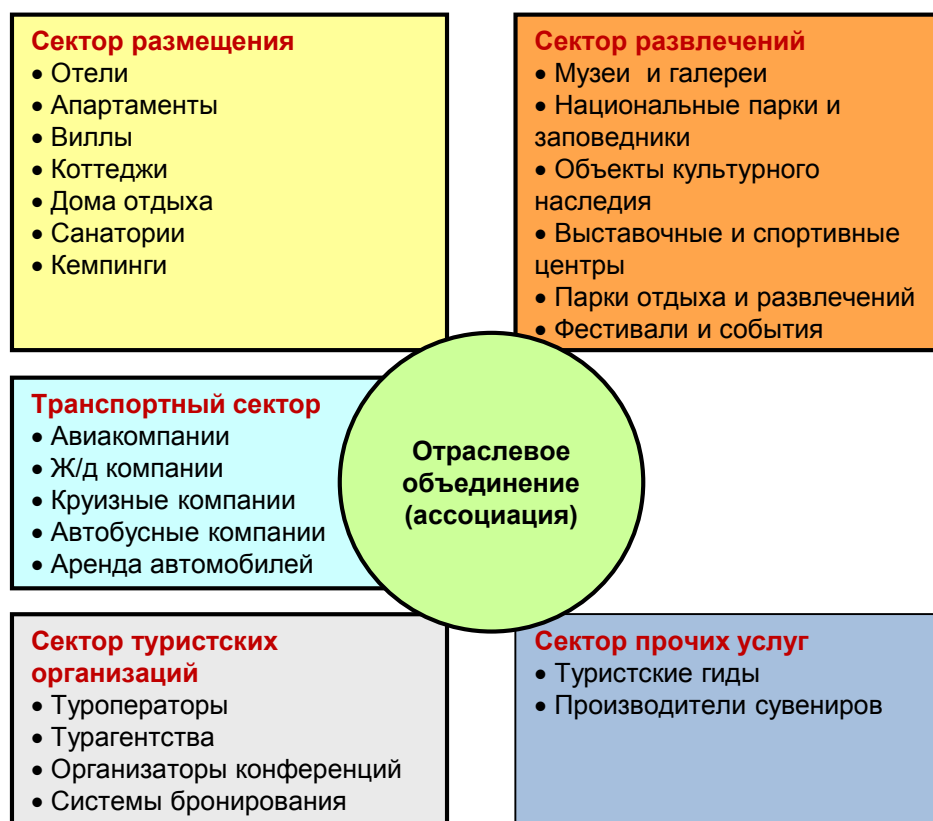 Сектор размещения
• Отели
• Апартаменты
• Виллы
• Коттеджи
• Дома отдыха
• Санатории
• Кемпинги
Сектор развлечений
• Музеи и галереи
• Национальные парки и
заповедники
• Объекты культурного
наследия
• Выставочные и спортивные
центры
• Парки отдыха и развлечений
• Фестивали и события
Транспортный сектор
• Авиакомпании
• Ж/д компании
• Круизные компании
• Автобусные компании
• Аренда автомобилей
Отраслевое
объединение
(ассоциация)
Сектор туристских
организаций
• Туроператоры
• Турагентства
• Организаторы конференций
• Системы бронирования
Сектор прочих услуг
• Туристские гиды
• Производители сувениров